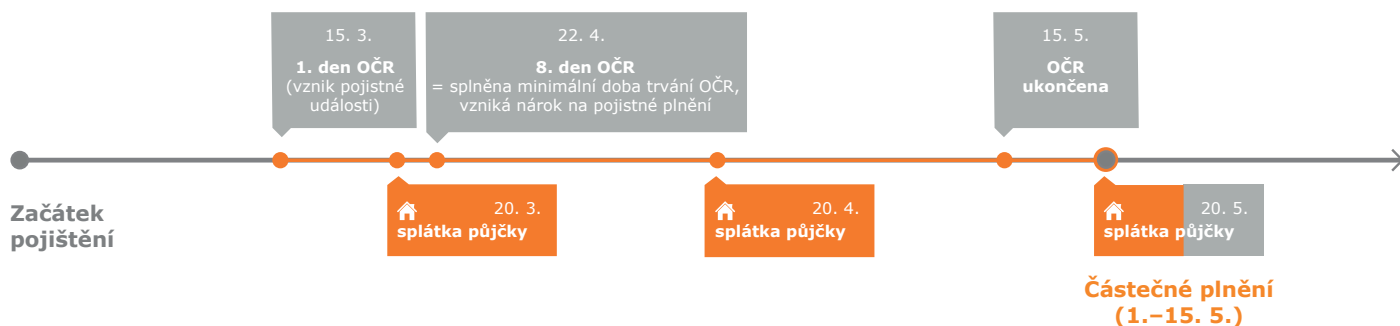 15. 3.
1. den OČR
(vznik pojistné
události)
22. 4.
8. den OČR
= splněna minimální doba trvání OČR,
vzniká nárok na pojistné plnění
15. 5.
OČR
ukončena
Začátek
pojištění
20. 3.
splátka půjčky
20. 4.
splátka půjčky
20. 5.
splátka půjčky
Částečné plnění
(1.–15. 5.)